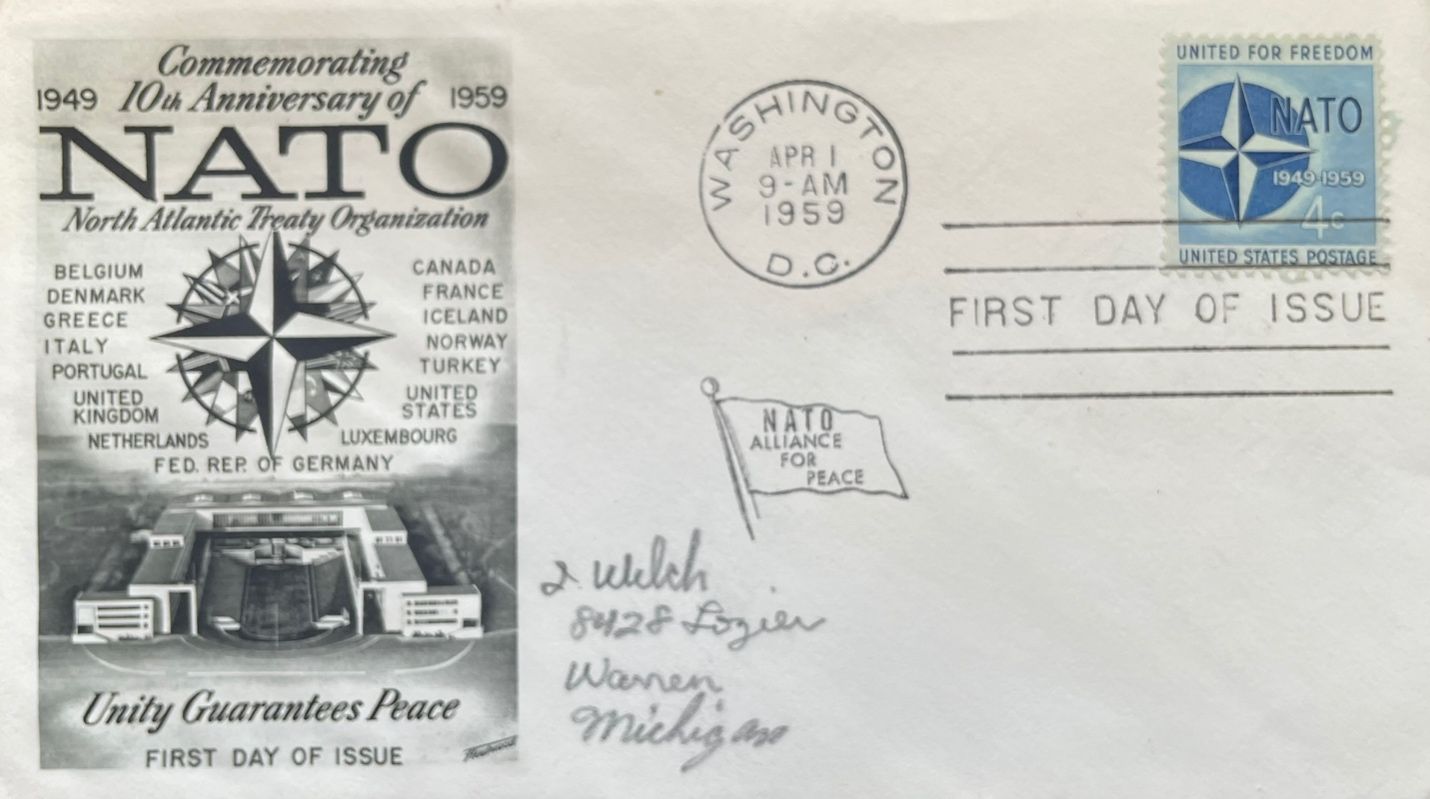 Commemorating
1949 10th Anniversary of 1959
NATO
North Atlantic Treaty Organization
BELGIUM
DENMARK
GREECE
ITALY
PORTUGAL
UNITED
KINGDOM
NETHERLANDS
CANADA
FRANCE
ICELAND
NORWAY
TURKEY
UNITED
STATES
LUXEMBOURG
FED. REP. OF GERMANY
Unity Guarantees Peace
FIRST DAY OF ISSUE
Fleetwood
WASHINGTON
APR 1
9-AM
1959
D.C.
UNITED FOR FREEDOM
NATO
1949-1959
4c
UNITED STATES POSTAGE
FIRST DAY OF ISSUE
NATO
ALLIANCE
FOR
PEACE
Welch
8428 Lozier
Warren
Michigan